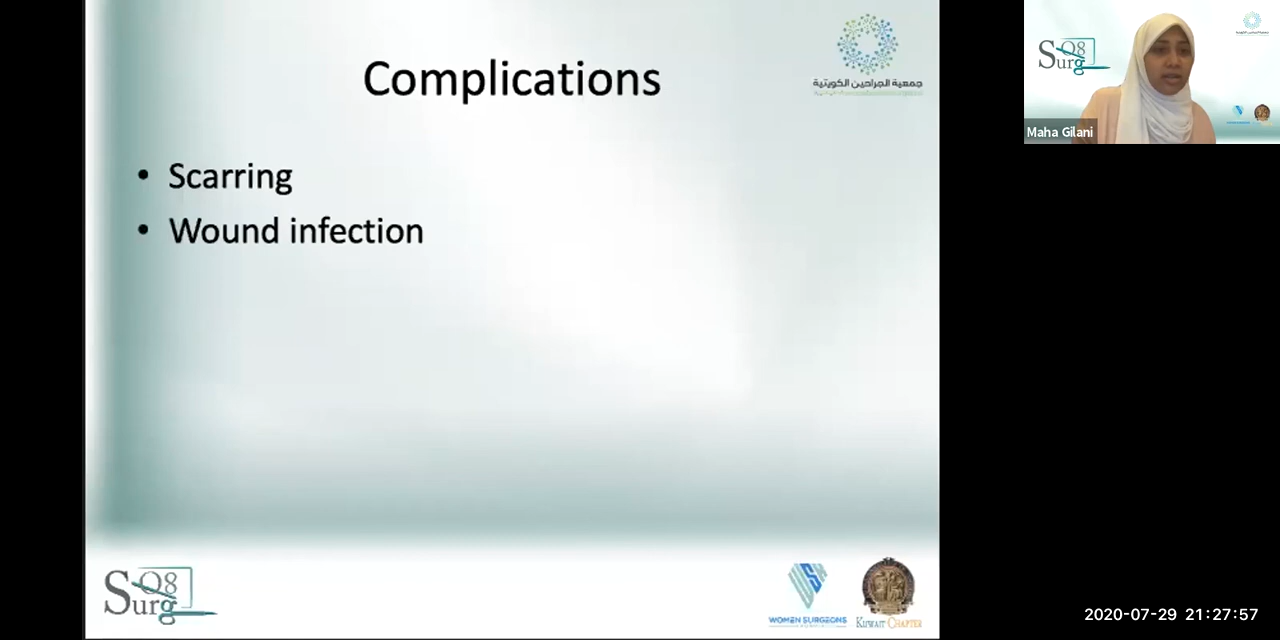 Complications
• Scarring
• Wound infection
جمعية الجراحين الكويتية
SurgQ8
WOMEN SURGEONS
KUWAIT CHAPTER
SurgQ8
Maha Gilani
2020-07-29 21:27:57